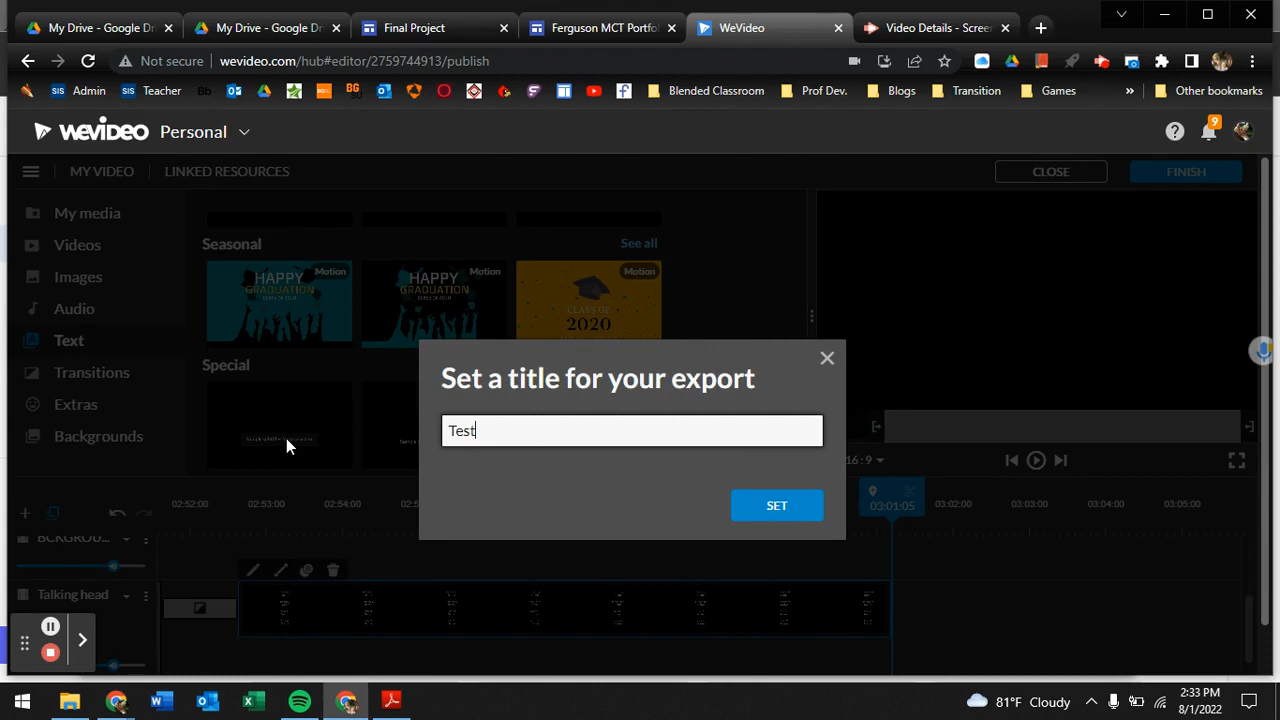 My Drive - Google Dr
My Drive - Google Dr
Final Project
Ferguson MCT Portfo
WeVideo
Video Details - Scree
Not secure
wevideo.com/hub#editor/2759744913/publish
SIS Admin
SIS Teacher
Bb
Blended Classroom
Prof Dev.
Blogs
Transition
Games
»
Other bookmarks
WEVIDEO
Personal
?
9
MY VIDEO
LINKED RESOURCES
CLOSE
FINISH
My media
Videos
Images
Audio
Text
Transitions
Extras
Backgrounds
Seasonal
See all
HAPPY
GRADUATION
Motion
HAPPY
GRADUATION
Motion
CLASS OF
2020
Motion
Special
Set a title for your export
Test
SET
16:9
02:52:00
02:53:00
03:01:05
03:02:00
03:03:00
03:04:00
03:05:00
Talking head
81°F Cloudy
2:33 PM
8/1/2022